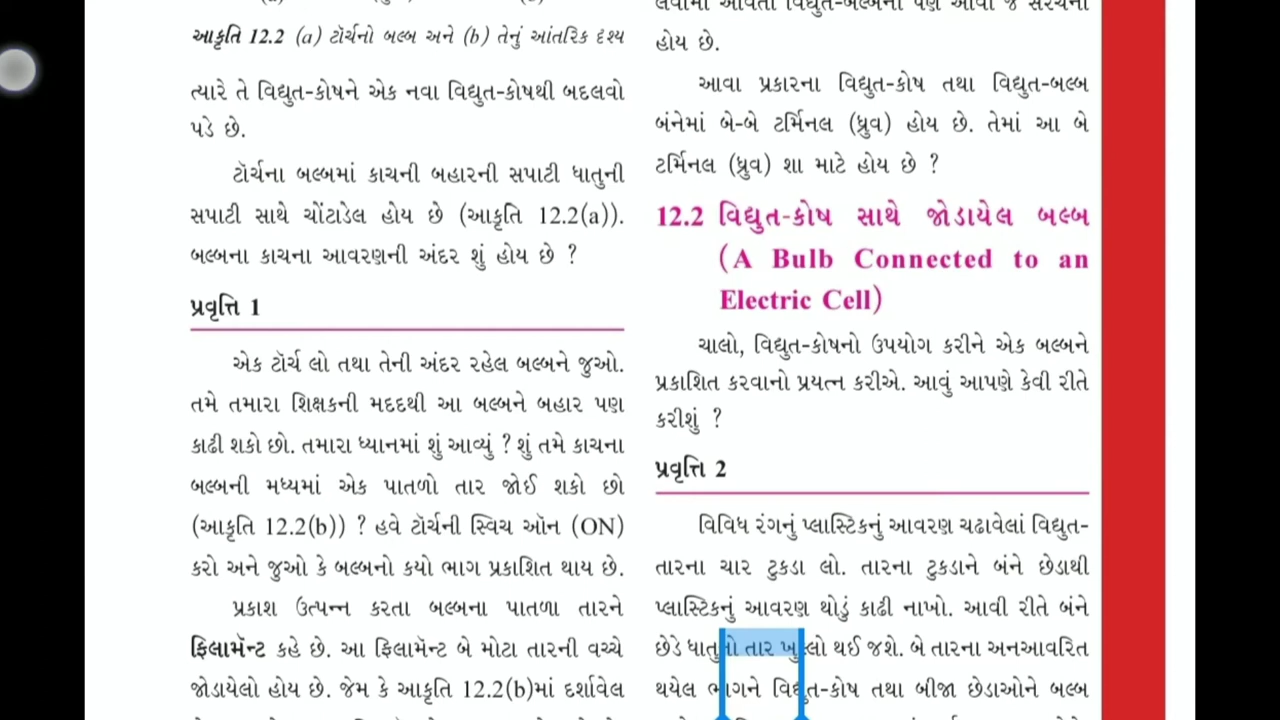 આકૃતિ 12.2 (a) ટૉર્ચનો બલ્બ અને (b) તેનું આંતરિક દૃશ્ય
ત્યારે તે વિદ્યુત-કોષને એક નવા વિદ્યુત-કોષથી બદલવો
પડે છે.
ટૉર્ચના બલ્બમાં કાચની બહારની સપાટી ધાતુની
સપાટી સાથે ચોંટાડેલ હોય છે (આકૃતિ 12.2(a)).
બલ્બના કાચના આવરણની અંદર શું હોય છે ?
પ્રવૃત્તિ 1
એક ટૉર્ચ લો તથા તેની અંદર રહેલ બલ્બને જુઓ.
તમે તમારા શિક્ષકની મદદથી આ બલ્બને બહાર પણ
કાઢી શકો છો. તમારા ધ્યાનમાં શું આવ્યું ? શું તમે કાચના
બલ્બની મધ્યમાં એક પાતળો તાર જોઈ શકો છો
(આકૃતિ 12.2(b)) ? હવે ટૉર્ચની સ્વિચ ઑન (ON)
કરો અને જુઓ કે બલ્બનો કયો ભાગ પ્રકાશિત થાય છે.
પ્રકાશ ઉત્પન્ન કરતા બલ્બના પાતળા તારને
ફિલામૅન્ટ કહે છે. આ ફિલામૅન્ટ બે મોટા તારની વચ્ચે
જોડાયેલો હોય છે. જેમ કે આકૃતિ 12.2(b)માં દર્શાવેલ
લેવામાં આવતા વિદ્યુત-બલ્બની પણ આવી જ સંરચના
હોય છે.
આવા પ્રકારના વિદ્યુત-કોષ તથા વિદ્યુત-બલ્બ
બંનેમાં બે-બે ટર્મિનલ (ધ્રુવ) હોય છે. તેમાં આ બે
ટર્મિનલ (ધ્રુવ) શા માટે હોય છે ?
12.2 વિદ્યુત-કોષ સાથે જોડાયેલ બલ્બ
(A Bulb Connected to an
Electric Cell)
ચાલો, વિદ્યુત-કોષનો ઉપયોગ કરીને એક બલ્બને
પ્રકાશિત કરવાનો પ્રયત્ન કરીએ. આવું આપણે કેવી રીતે
કરીશું ?
પ્રવૃત્તિ 2
વિવિધ રંગનું પ્લાસ્ટિકનું આવરણ ચઢાવેલાં વિદ્યુત-
તારના ચાર ટુકડા લો. તારના ટુકડાને બંને છેડાથી
પ્લાસ્ટિકનું આવરણ થોડું કાઢી નાખો. આવી રીતે બંને
છેડે ધાતુનો તાર ખુલ્લો થઈ જશે. બે તારના અનઆવરિત
થયેલ ભાગને વિદ્યુત-કોષ તથા બીજા છેડાઓને બલ્બ